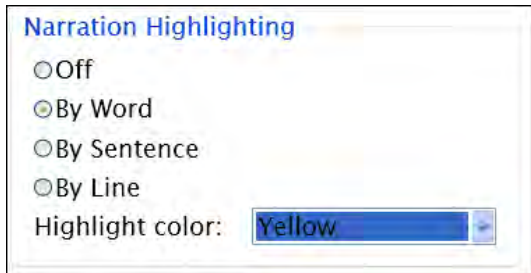 Narration Highlighting
Off
By Word
By Sentence
By Line
Highlight color: Yellow